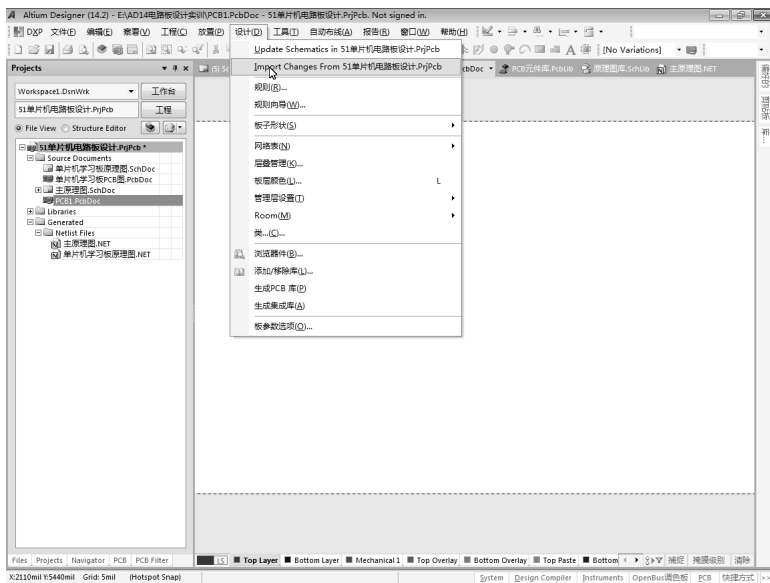 Altium Designer (14.2) - E:\AD14电路板设计实训\PCB1.PcbDoc - 51单片机电路板设计.PrjPcb. Not signed in.
DXP 文件(F) 编辑(E) 察看(V) 工程(C) 放置(P) 设计(D) 工具(T) 自动布线(A) 报告(R) 窗口(W) 帮助(H)
[No Variations]
Projects
PCB元件库.PcbLib 原理图库.SchLib 主原理图.NET
Workspace1.DsnWrk 工作台
51单片机电路板设计.PrjPcb 工程
File View Structure Editor
51单片机电路板设计.PrjPcb *
Source Documents
单片机学习板原理图.SchDoc
单片机学习板PCB图.PcbDoc
主原理图.SchDoc
PCB1.PcbDoc
Libraries
Generated
Netlist Files
主原理图.NET
单片机学习板原理图.NET
Update Schematics in 51单片机电路板设计.PrjPcb
Import Changes From 51单片机电路板设计.PrjPcb
规则(R)...
规则向导(W)...
板子形状(S)
网络表(N)
层叠管理(K)...
板层颜色(L)... L
管理层设置(T)
Room(M)
类...(C)...
浏览器件(B)...
添加/移除库(L)...
生成PCB 库(P)
生成集成库(A)
板参数选项(O)...
Files Projects Navigator PCB PCB Filter
LS Top Layer Bottom Layer Mechanical 1 Top Overlay Bottom Overlay Top Paste Bottom 捕捉 掩膜级别 清除
X:2110mil Y:5440mil Grid: 5mil (Hotspot Snap)
System Design Compiler Instruments OpenBus调色板 PCB 快捷方式 >>